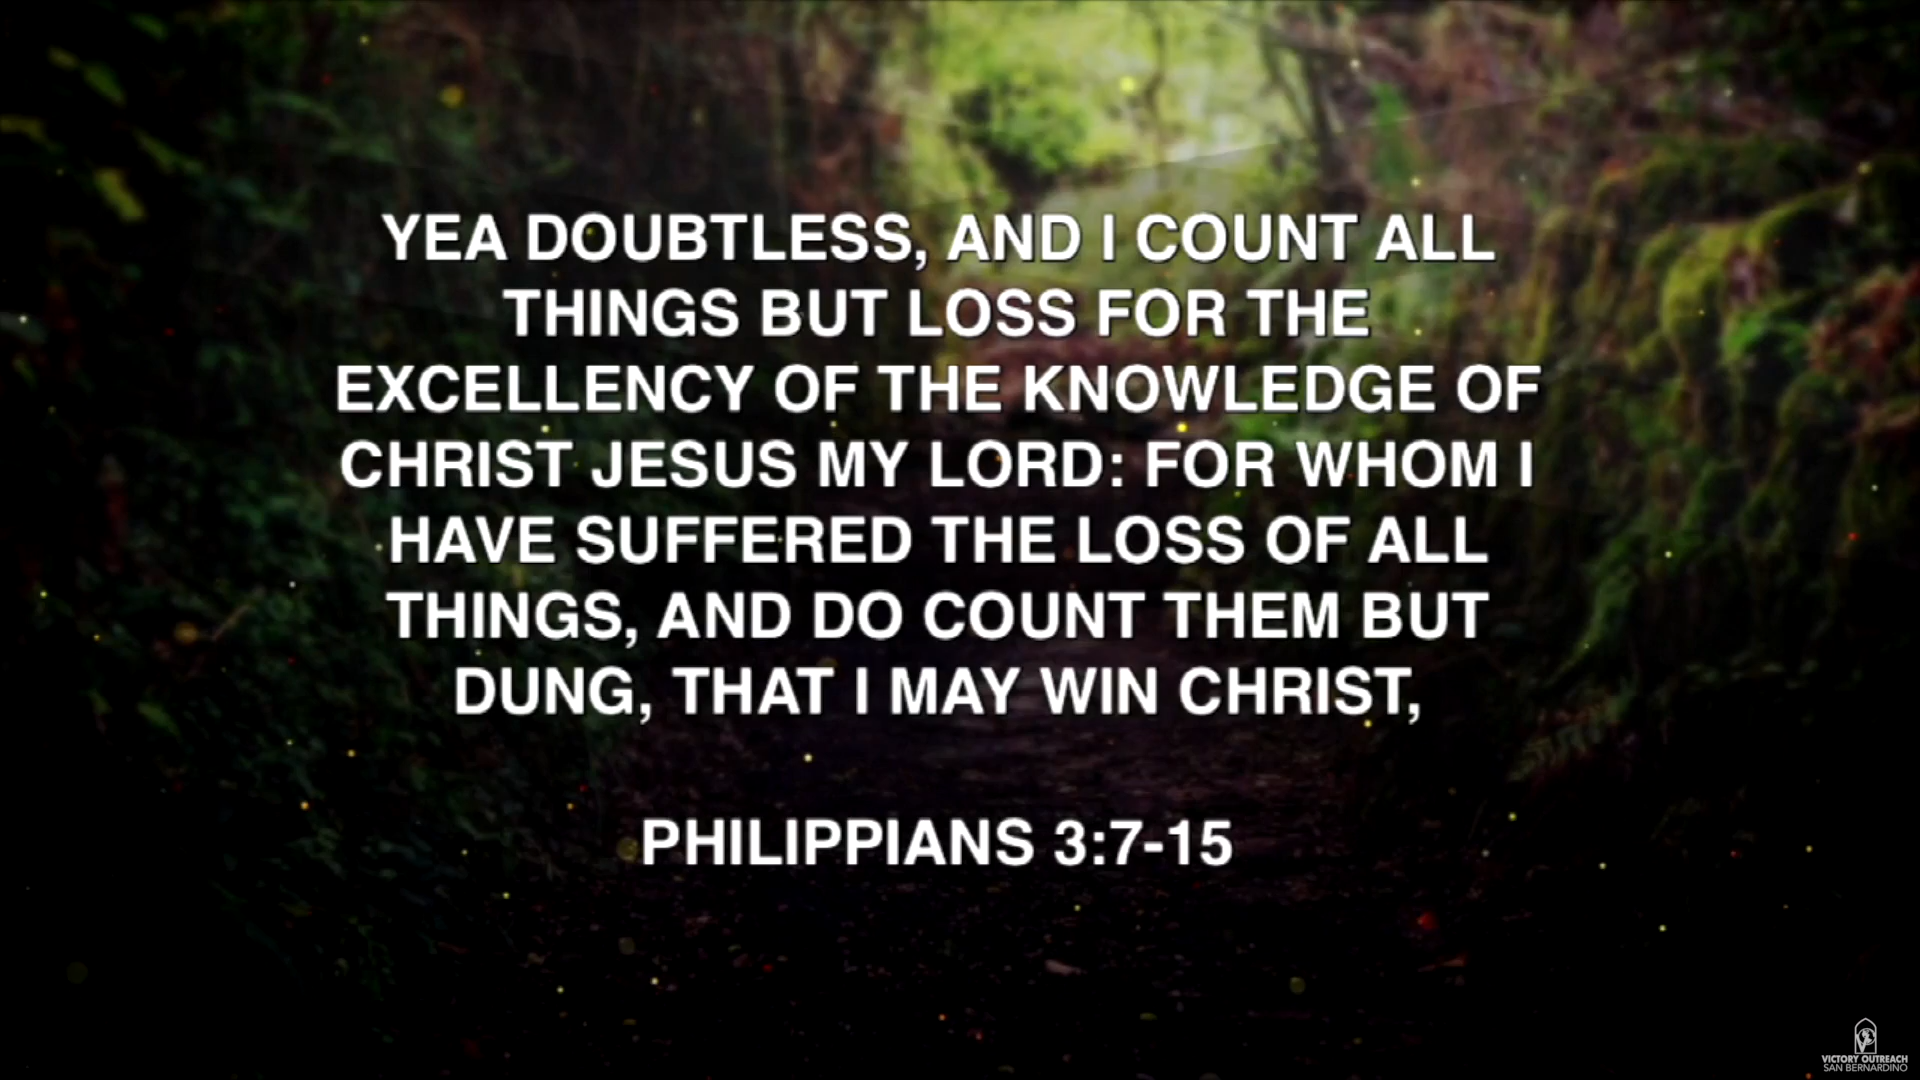 YEA DOUBTLESS, AND I COUNT ALL
THINGS BUT LOSS FOR THE
EXCELLENCY OF THE KNOWLEDGE OF
CHRIST JESUS MY LORD: FOR WHOM I
HAVE SUFFERED THE LOSS OF ALL
THINGS, AND DO COUNT THEM BUT
DUNG, THAT I MAY WIN CHRIST,
PHILIPPIANS 3:7-15
VICTORY OUTREACH
SAN BERNARDINO